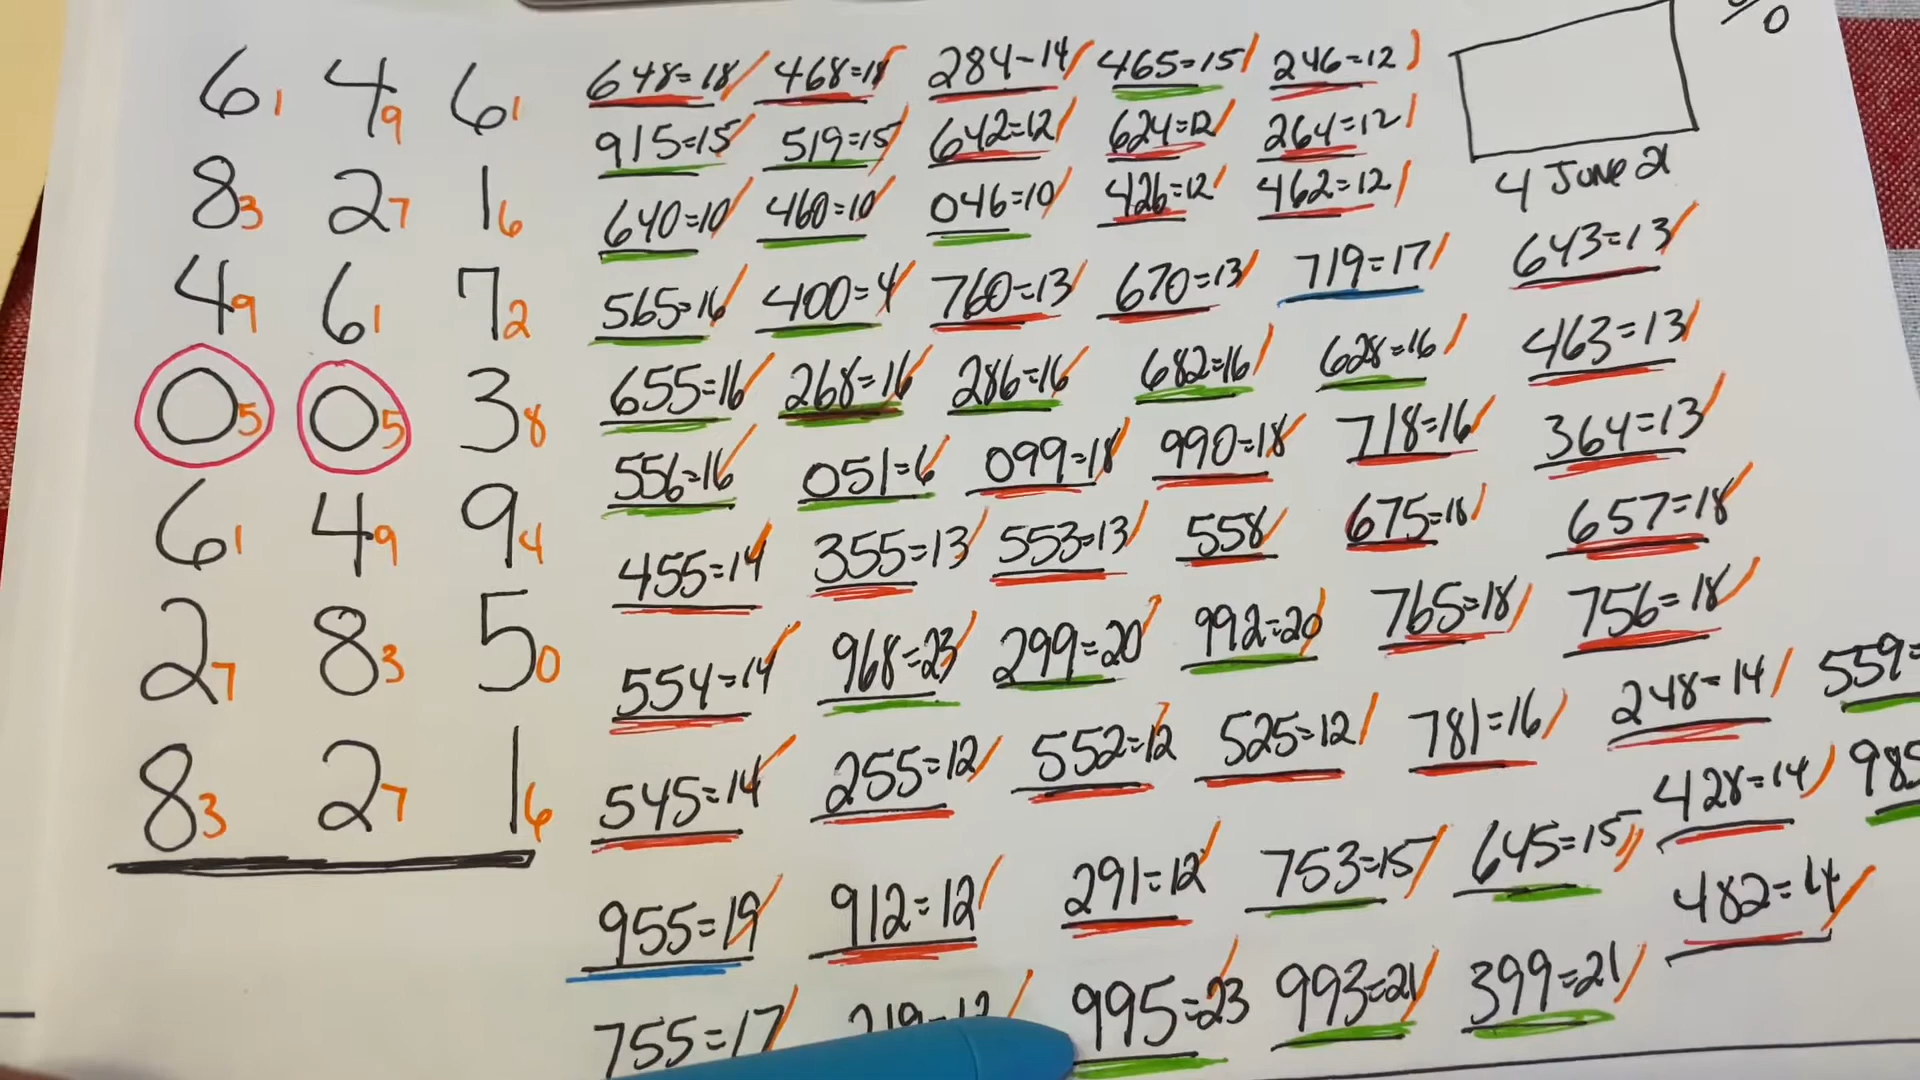 %
6 1 4 9 6 1
8 3 2 7 1 6
4 9 6 1 7 2
0 5 0 5 3 8
6 1 4 9 9 4
2 7 8 3 5 0
8 3 2 7 1 6
648=18 468=18 284-14 465=15 246=12
915=15 519=15 642=12 624=12 264=12
4 June 21
640=10 460=10 046=10 426=12 462=12
565=16 400=4 760=13 670=13 719=17 643=13
655=16 268=16 286=16 682=16 628=16 463=13
556=16 051=6 099=18 990=18 718=16 364=13
455=14 355=13 553=13 558 675=18 657=18
554=14 968=23 299=20 992=20 765=18 756=18
545=14 255=12 552=12 525=12 781=16 248=14 559=
955=19 912=12 291=12 753=15 645=15 428=14 985
755=17 219=12 995=23 993=21 399=21 482=14